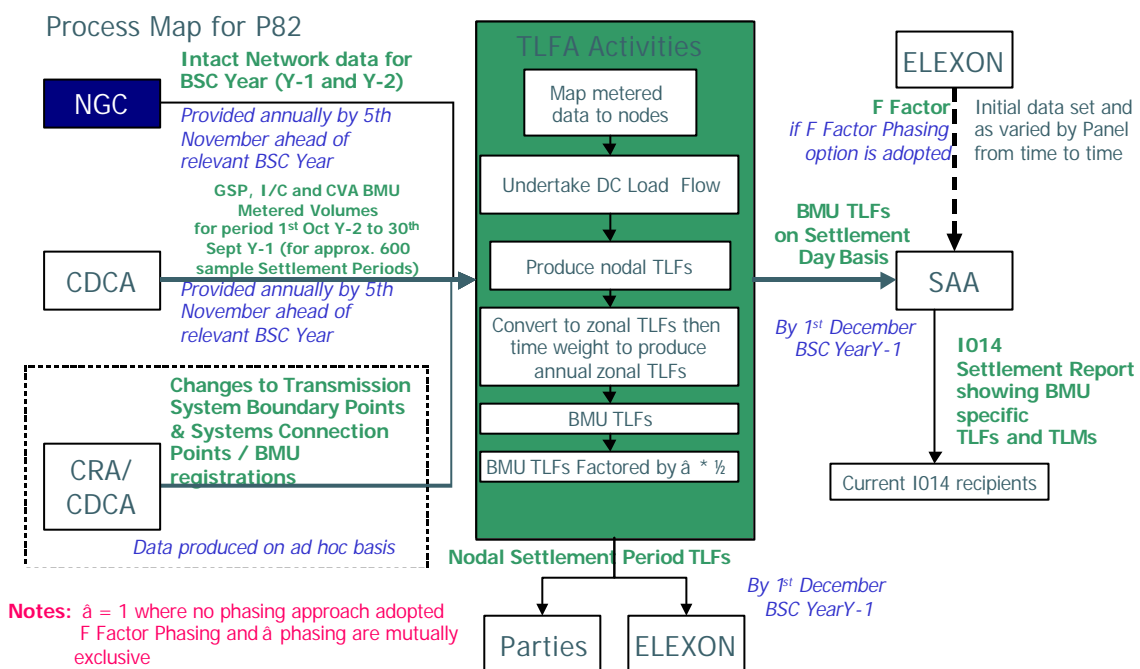 Process Map for P82
Intact Network data for
BSC Year (Y-1 and Y-2)
NGC
Provided annually by 5th
November ahead of
relevant BSC Year
GSP, I/C and CVA BMU
Metered Volumes
for period 1st Oct Y-2 to 30th
Sept Y-1 (for approx. 600
sample Settlement Periods)
CDCA
Provided annually by 5th
November ahead of
relevant BSC Year
Changes to Transmission
System Boundary Points
& Systems Connection
Points / BMU
registrations
CRA/
CDCA
Data produced on ad hoc basis
TLFA Activities
Map metered
data to nodes
Undertake DC Load Flow
Produce nodal TLFs
Convert to zonal TLFs then
time weight to produce
annual zonal TLFs
BMU TLFs
BMU TLFs Factored by â * ½
ELEXON
F Factor
if F Factor Phasing
option is adopted
Initial data set and
as varied by Panel
from time to time
BMU TLFs
on Settlement
Day Basis
SAA
By 1st December
BSC YearY-1
I014
Settlement Report
showing BMU
specific
TLFs and TLMs
Current I014 recipients
Nodal Settlement Period TLFs
By 1st December
BSC YearY-1
Parties
ELEXON
Notes: â = 1 where no phasing approach adopted
F Factor Phasing and â phasing are mutually
exclusive